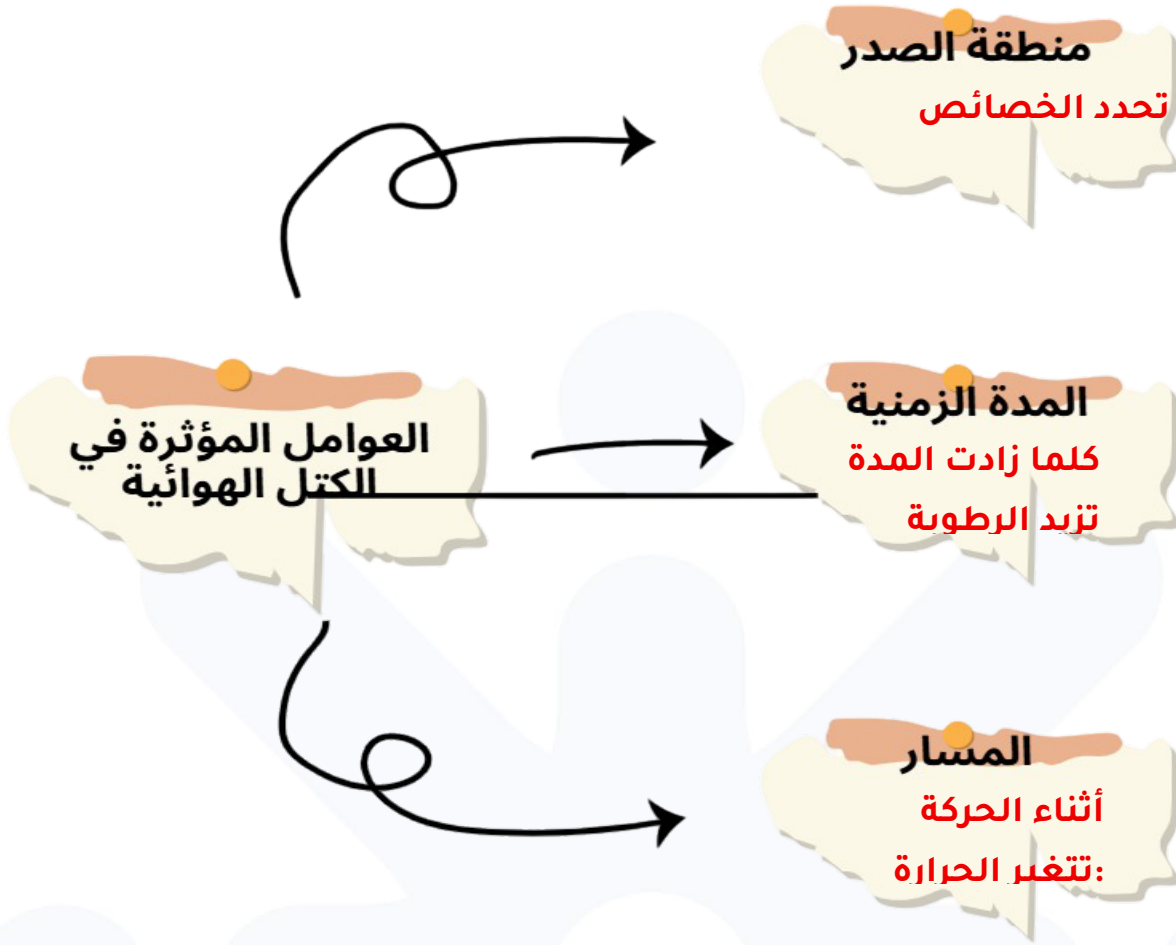 منطقة الصدر
تحدد الخصائص
العوامل المؤثرة في
الكتل الهوائية
المدة الزمنية
كلما زادت المدة
تزيد الرطوبة
المسار
أثناء الحركة
تتغير الحرارة: